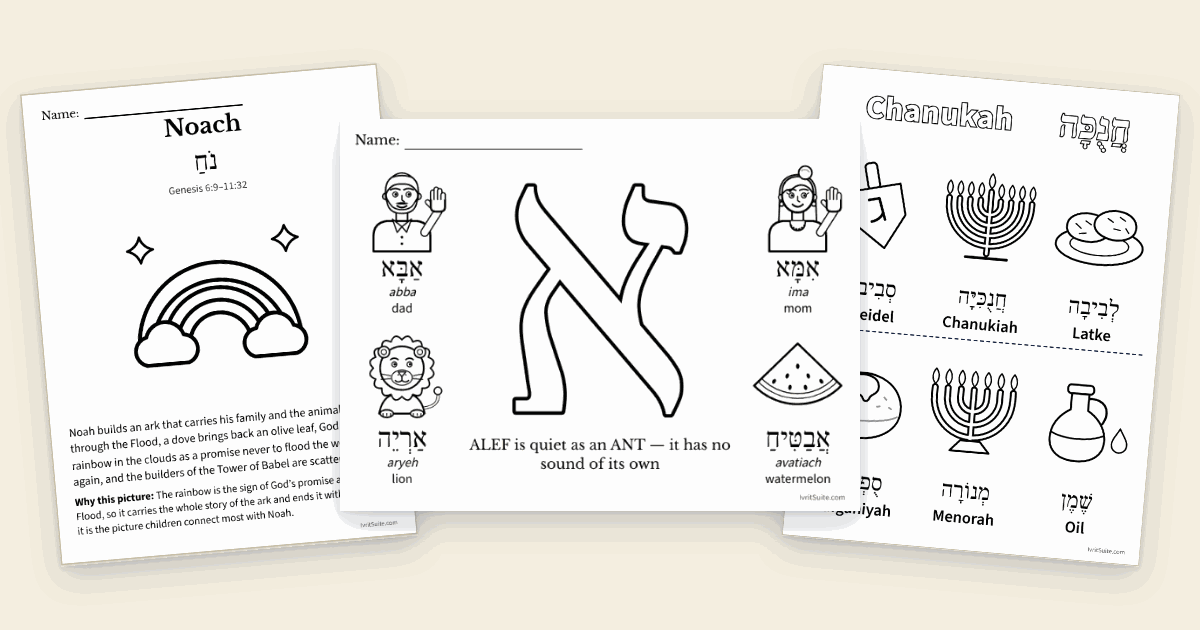 Name:
Noach
נֹחַ
Genesis 6:9–11:32
Noah builds an ark that carries his family and the animal
through the Flood, a dove brings back an olive leaf, God
rainbow in the clouds as a promise never to flood the
again, and the builders of the Tower of Babel are
Why this picture: The rainbow is the sign of God's promise
Flood, so it carries the whole story of the ark and ends it
it is the picture children connect most with Noah.
IvritSuite.com
Name:
אַבָּא
abba
dad
אַרְיֵה
aryeh
lion
אִמָּא
ima
mom
אֲבַטִּיחַ
avatiach
watermelon
ALEF is quiet as an ANT — it has no
sound of its own
IvritSuite.com
Chanukah
חֲנֻכָּה
ג
סְבִיב
eidel
חֲנֻכִּיָּה
Chanukiah
לְבִיבָה
Latke
סֻפְ
ganiyah
מְנוֹרָה
Menorah
שֶׁמֶן
Oil
IvritSuite.com